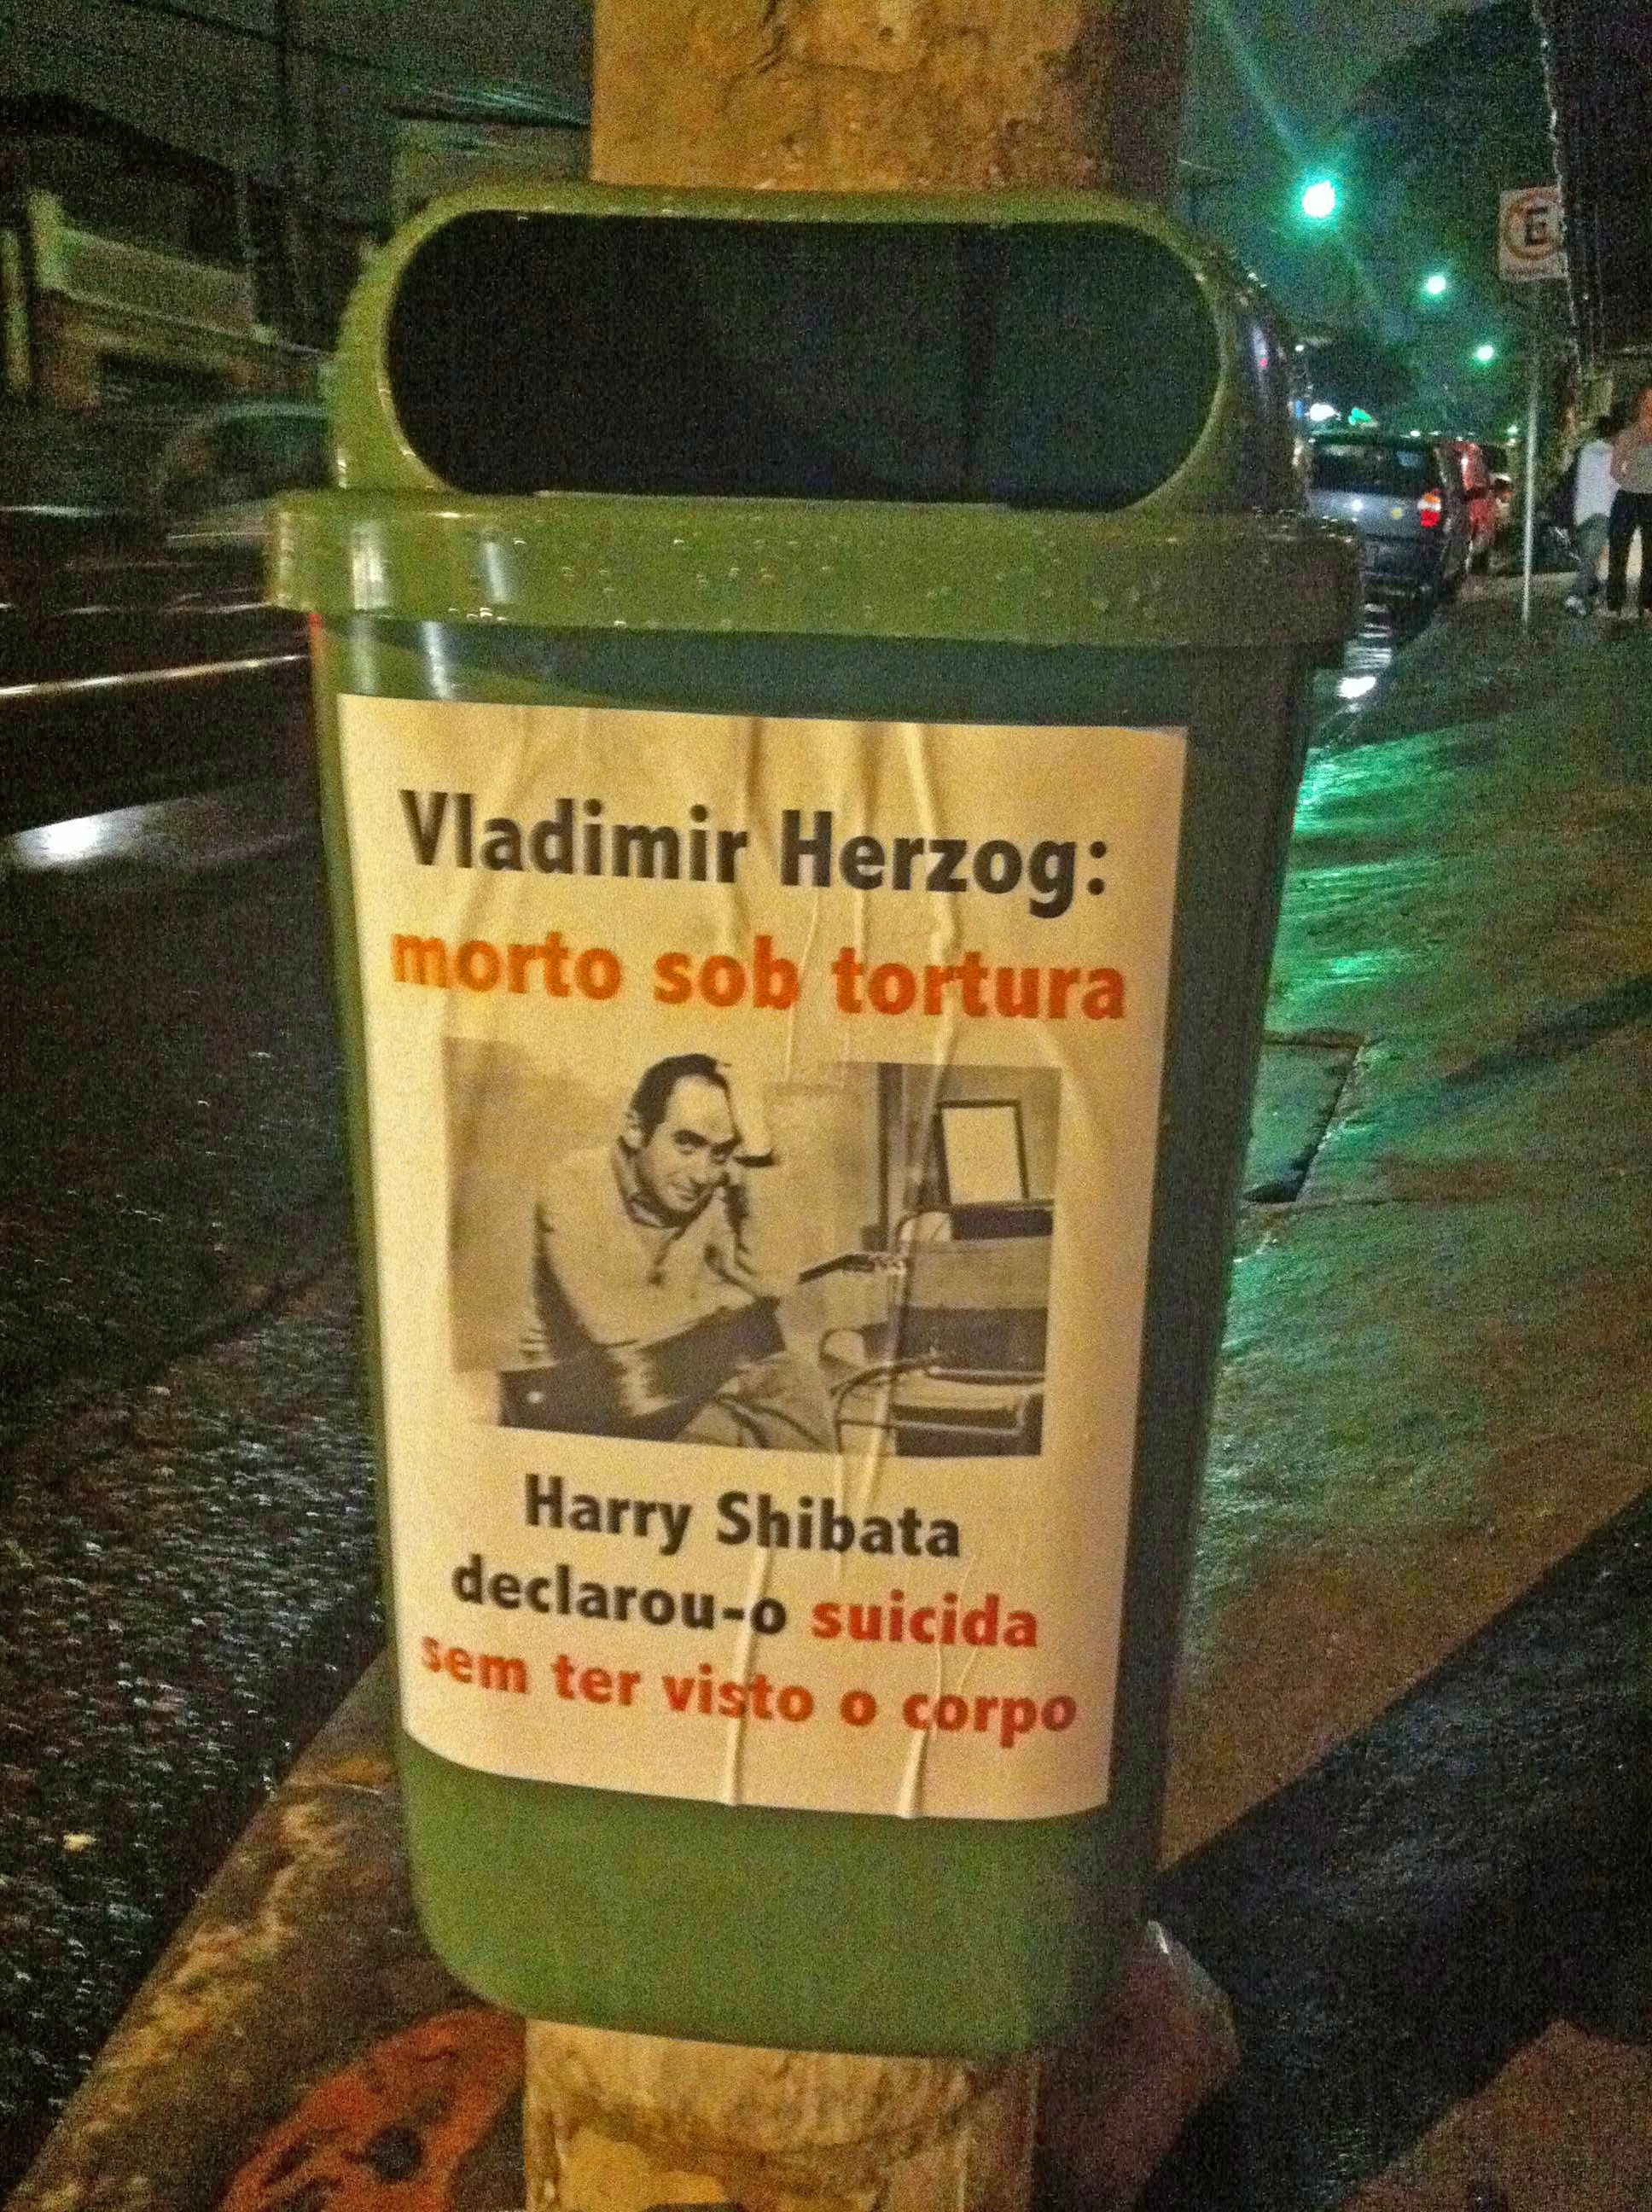 Vladimir Herzog:
morto sob tortura
Harry Shibata
declarou-o suicida
sem ter visto o corpo
E